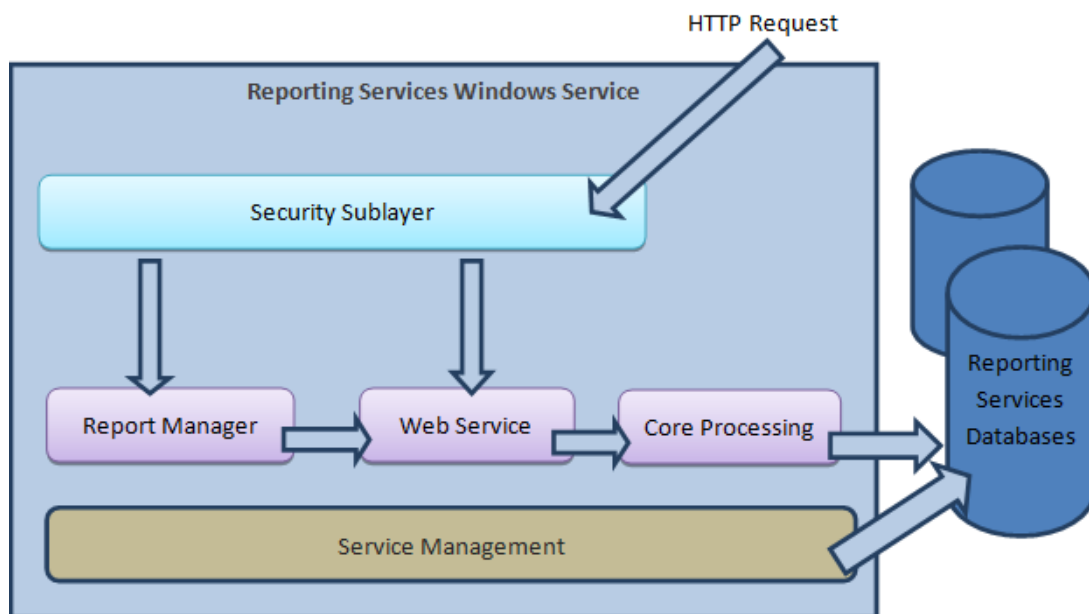 HTTP Request
Reporting Services Windows Service
Security Sublayer
Report Manager
Web Service
Core Processing
Reporting
Services
Databases
Service Management